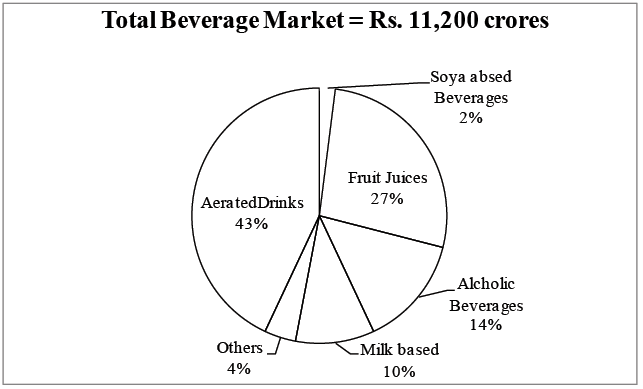 Total Beverage Market = Rs. 11,200 crores
Soya absed
Beverages
2%
Fruit Juices
27%
AeratedDrinks
43%
Alcholic
Beverages
14%
Others
4%
Milk based
10%